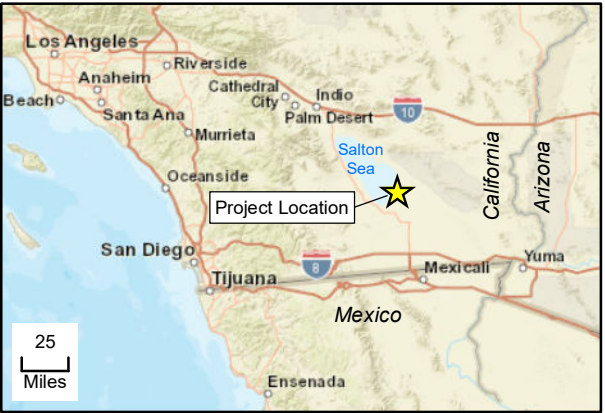 Los Angeles
Riverside
Anaheim
Cathedral
City
Indio
Beach
Santa Ana
Palm Desert
10
Murrieta
Salton
Sea
California
Arizona
Oceanside
Project Location
San Diego
8
Yuma
Tijuana
Mexicali
Mexico
25
Miles
Ensenada